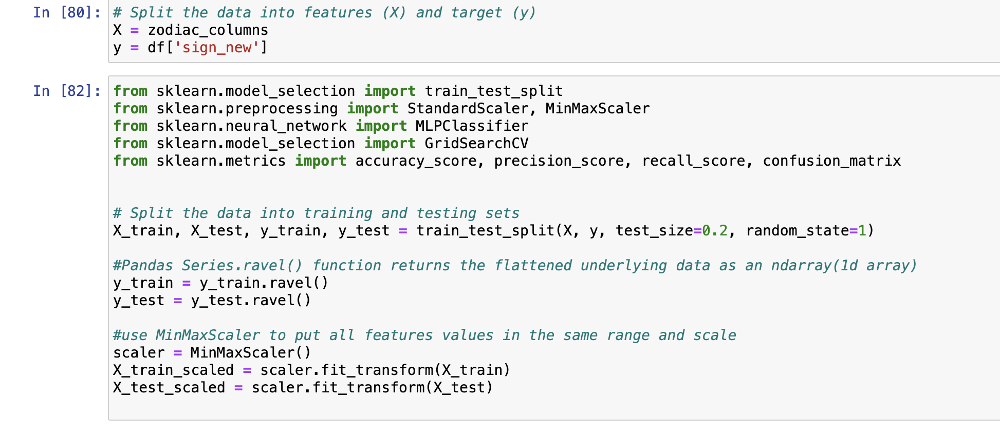 In [80]: # Split the data into features (X) and target (y)
X = zodiac_columns
y = df['sign_new']
In [82]: from sklearn.model_selection import train_test_split
from sklearn.preprocessing import StandardScaler, MinMaxScaler
from sklearn.neural_network import MLPClassifier
from sklearn.model_selection import GridSearchCV
from sklearn.metrics import accuracy_score, precision_score, recall_score, confusion_matrix
# Split the data into training and testing sets
X_train, X_test, y_train, y_test = train_test_split(X, y, test_size=0.2, random_state=1)
#Pandas Series.ravel() function returns the flattened underlying data as an ndarray(1d array)
y_train = y_train.ravel()
y_test = y_test.ravel()
#use MinMaxScaler to put all features values in the same range and scale
scaler = MinMaxScaler()
X_train_scaled = scaler.fit_transform(X_train)
X_test_scaled = scaler.fit_transform(X_test)